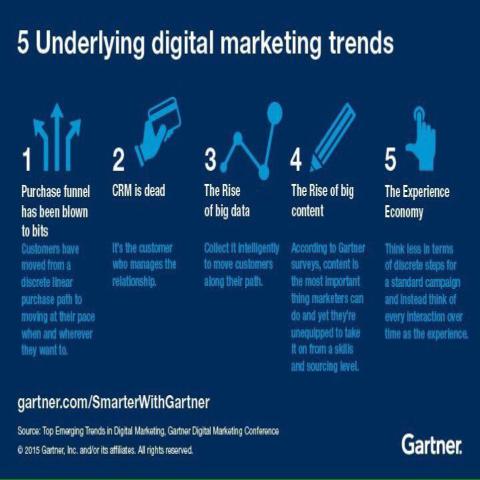 5 Underlying digital marketing trends
1
Purchase funnel
has been blown
to bits
Customers have
moved from a
discrete linear
purchase path to
moving at their pace
when and wherever
they want to.
2
CRM is dead
It's the customer
who manages the
relationship.
3
The Rise
of big data
Collect it intelligently
to move customers
along their path.
4
The Rise of big
content
According to Gartner
surveys, content is
the most important
thing marketers can
do and yet they're
unequipped to take
it on from a skills
and sourcing level.
5
The Experience
Economy
Think less in terms
of discrete steps for
a standard campaign
and instead think of
every interaction over
time as the experience.
gartner.com/SmarterWithGartner
Source: Top Emerging Trends in Digital Marketing, Gartner Digital Marketing Conference
© 2015 Gartner, Inc. and/or its affiliates. All rights reserved.
Gartner.